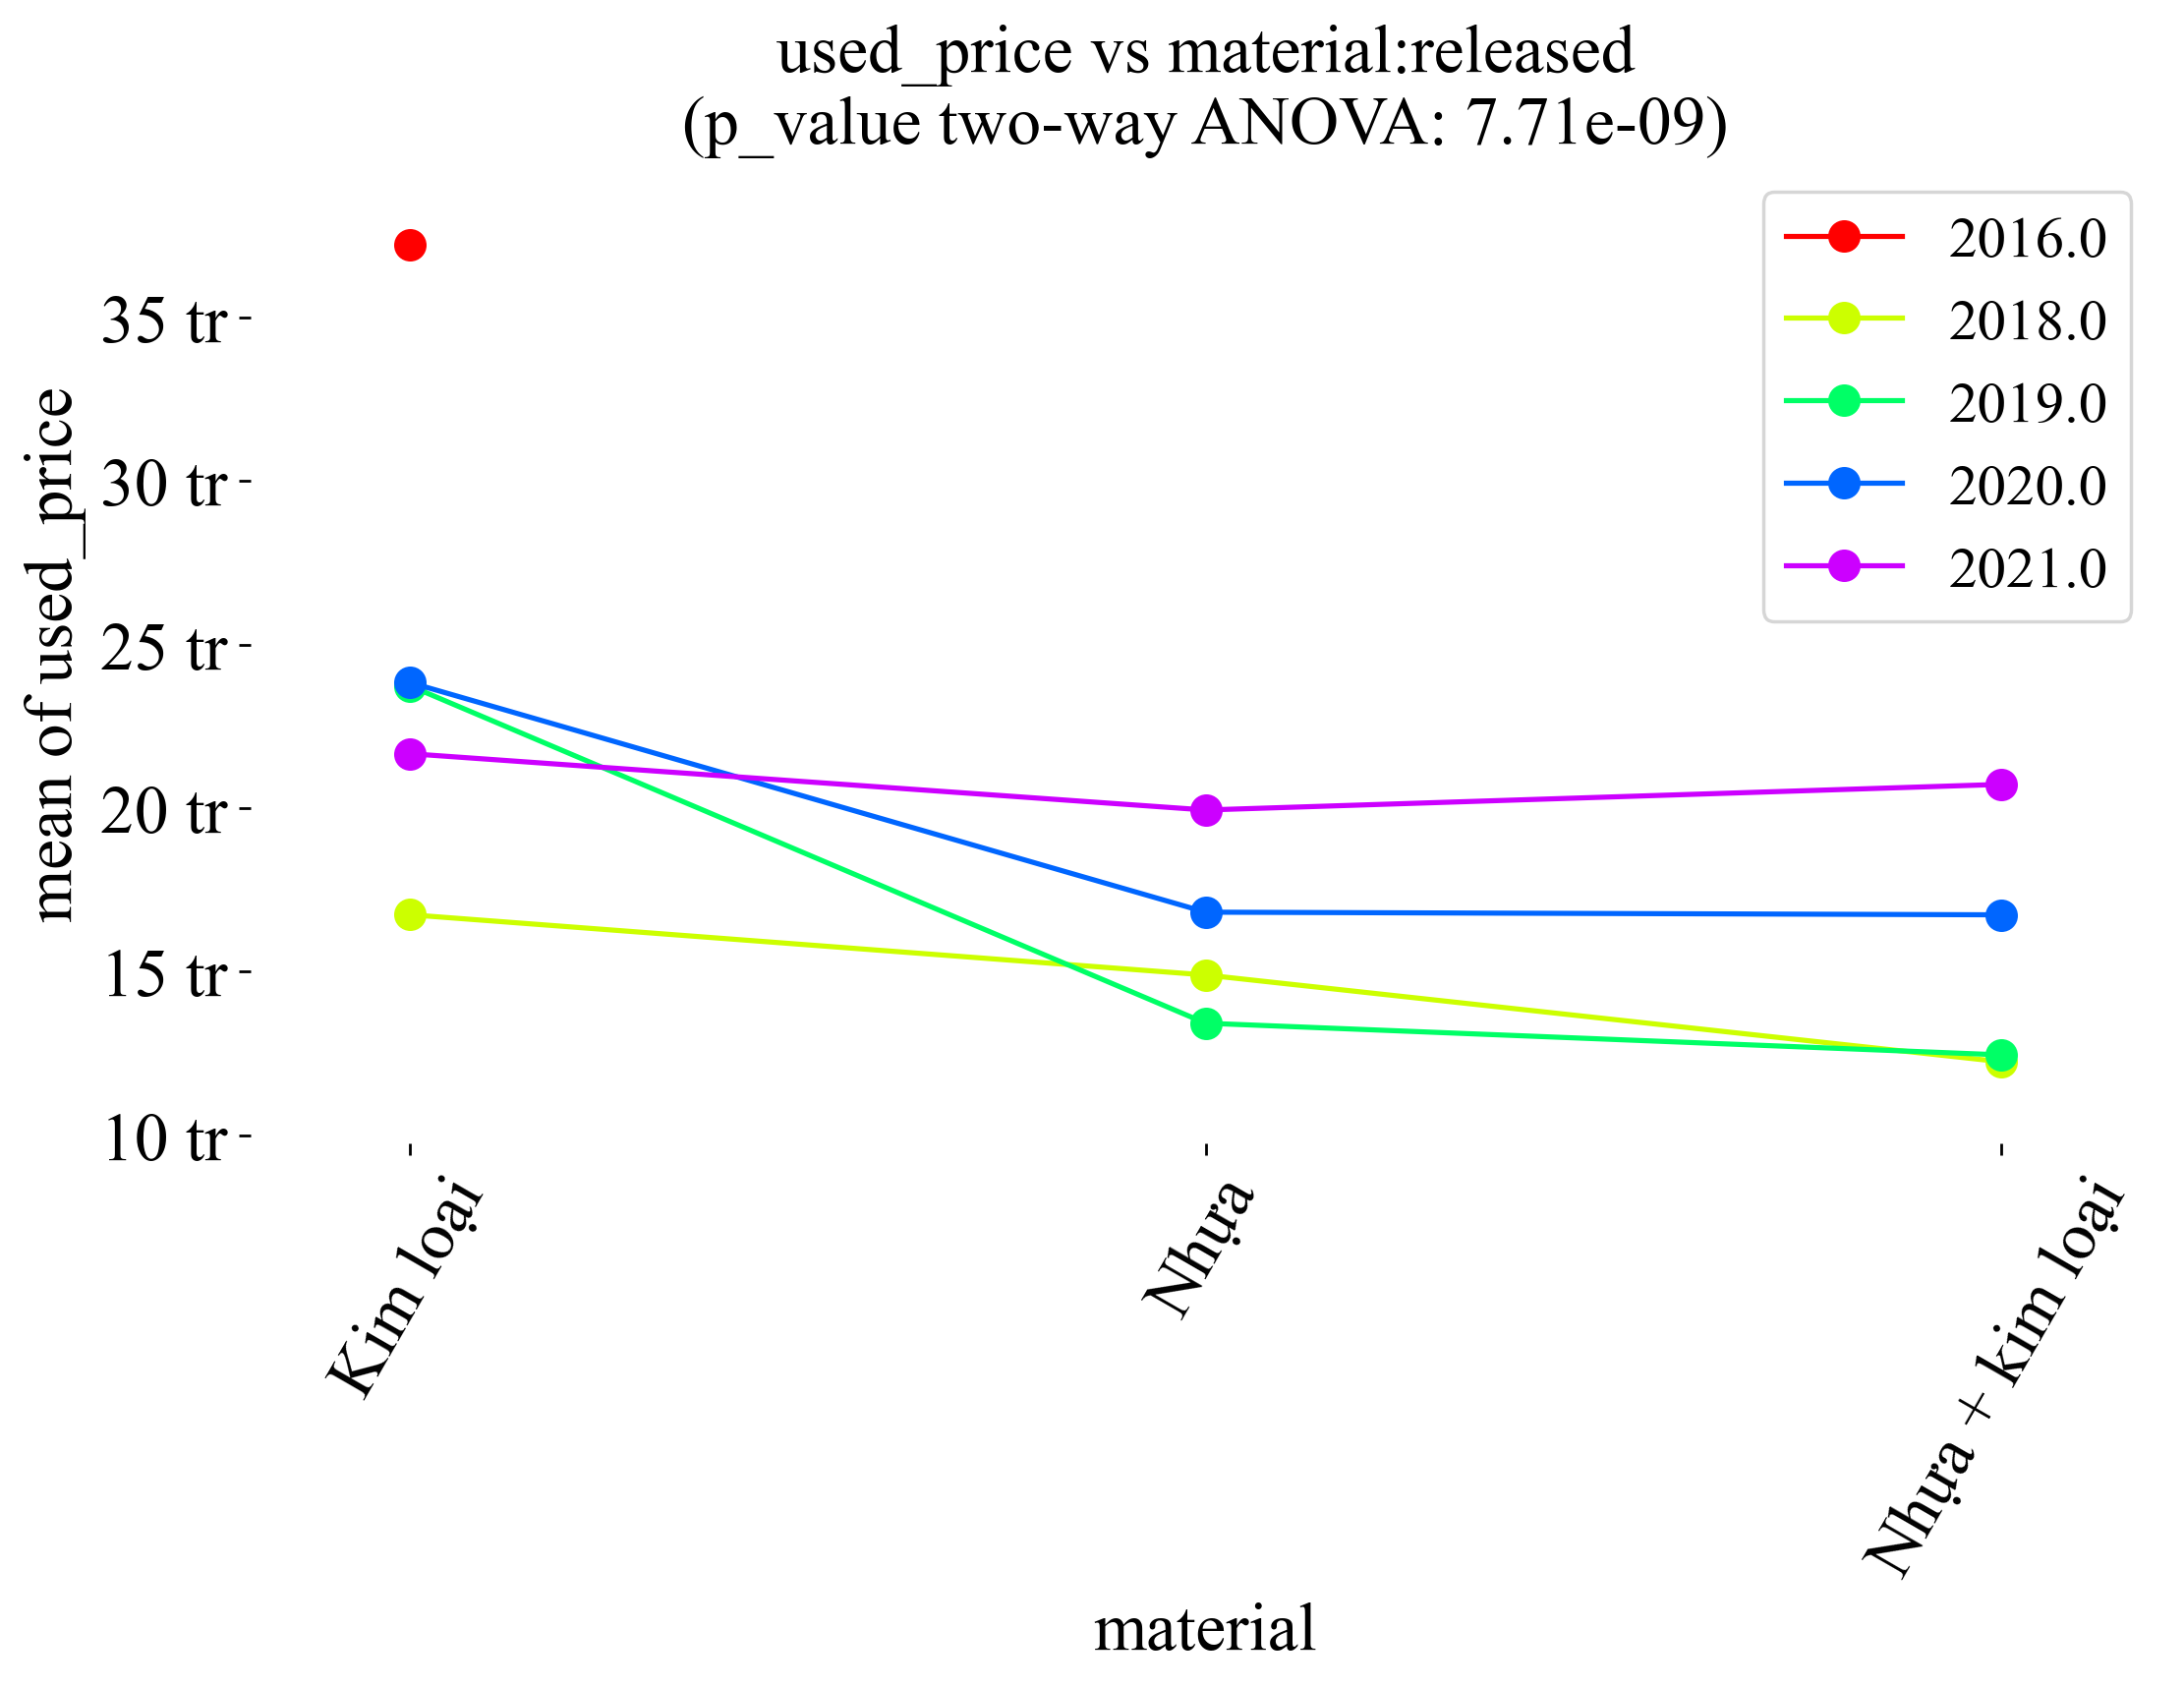 used_price vs material:released
(p_value two-way ANOVA: 7.71e-09)
2016.0
2018.0
2019.0
2020.0
2021.0
mean of used_price
35 tr
30 tr
25 tr
20 tr
15 tr
10 tr
Kim loại
Nhựa
Nhựa + kim loại
material